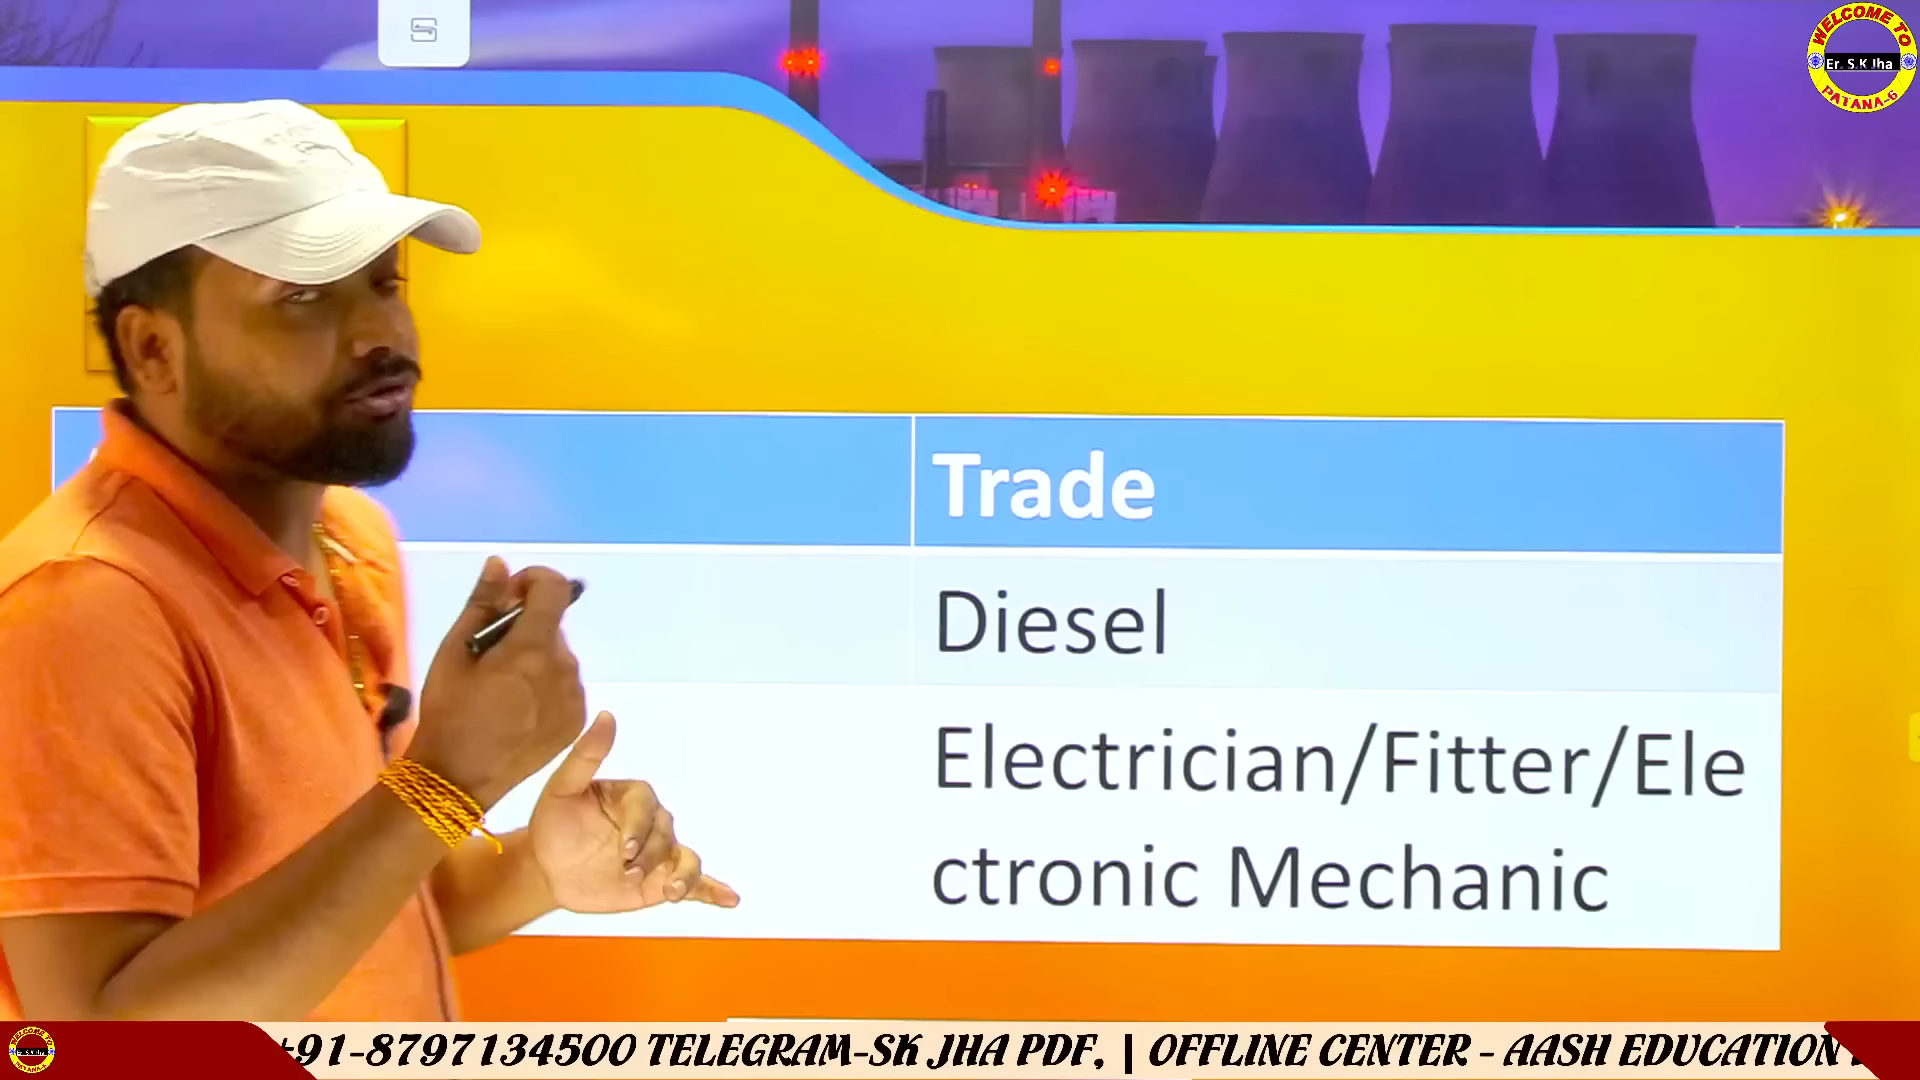 WELCOME TO
Er. S.K Jha
PATANA-6
Trade
Diesel
Electrician/Fitter/Ele
ctronic Mechanic
+91-8797134500 TELEGRAM-SK JHA PDF, | OFFLINE CENTER - AASH EDUCATION